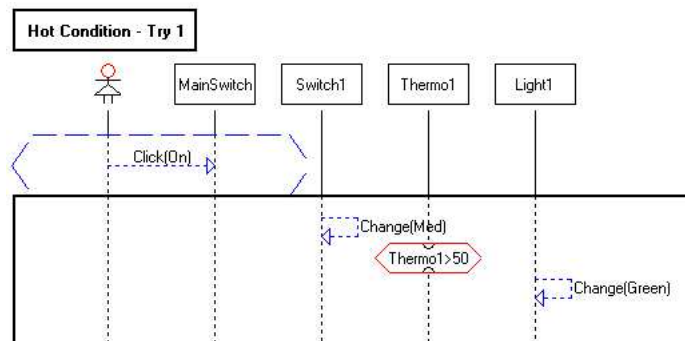 Hot Condition - Try 1
MainSwitch Switch1 Thermo1 Light1
Click(On)
Change(Med)
Thermo1>50
Change(Green)